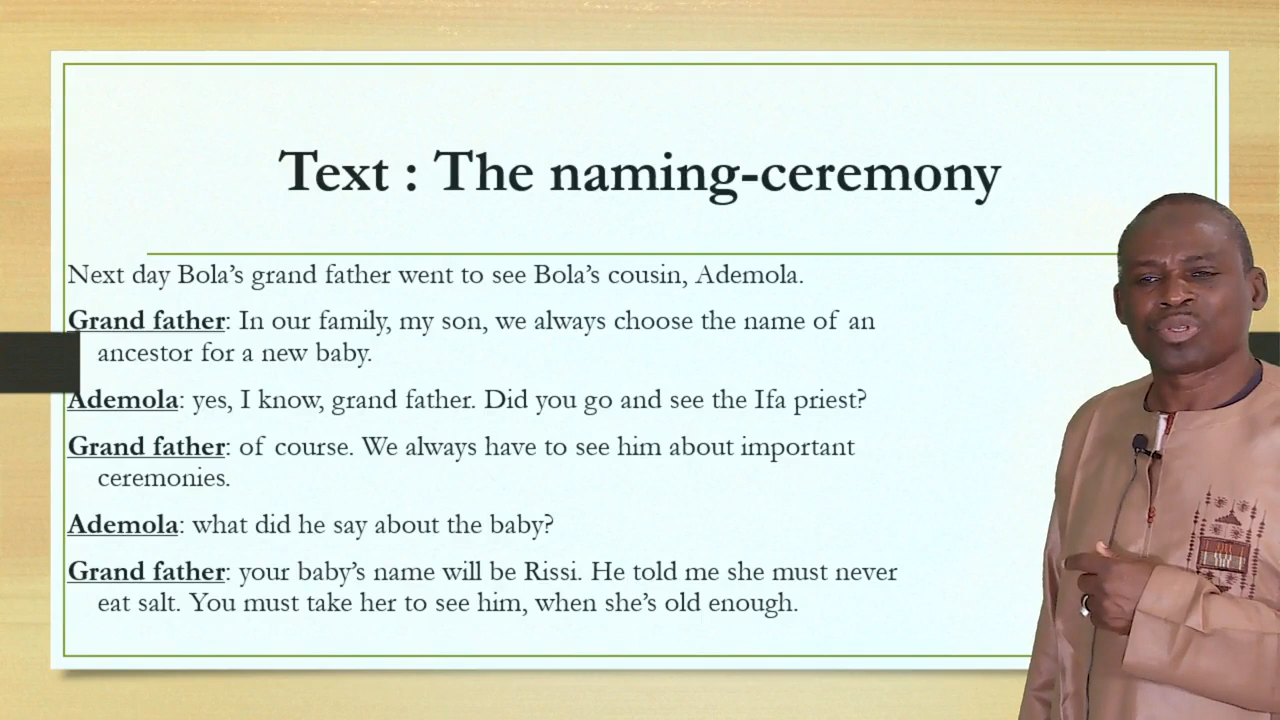 Text : The naming-ceremony
Next day Bola’s grand father went to see Bola’s cousin, Ademola.
Grand father: In our family, my son, we always choose the name of an
ancestor for a new baby.
Ademola: yes, I know, grand father. Did you go and see the Ifa priest?
Grand father: of course. We always have to see him about important
ceremonies.
Ademola: what did he say about the baby?
Grand father: your baby’s name will be Rissi. He told me she must never
eat salt. You must take her to see him, when she’s old enough.